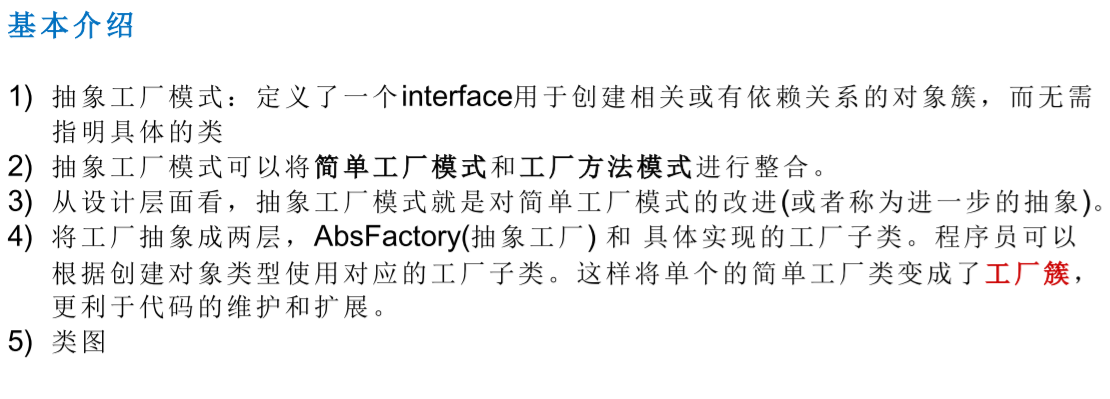 基本介绍
1) 抽象工厂模式：定义了一个interface用于创建相关或有依赖关系的对象簇，而无需
指明具体的类
2) 抽象工厂模式可以将简单工厂模式和工厂方法模式进行整合。
3) 从设计层面看，抽象工厂模式就是对简单工厂模式的改进(或者称为进一步的抽象)。
4) 将工厂抽象成两层，AbsFactory(抽象工厂) 和 具体实现的工厂子类。程序员可以
根据创建对象类型使用对应的工厂子类。这样将单个的简单工厂类变成了工厂簇，
更利于代码的维护和扩展。
5) 类图